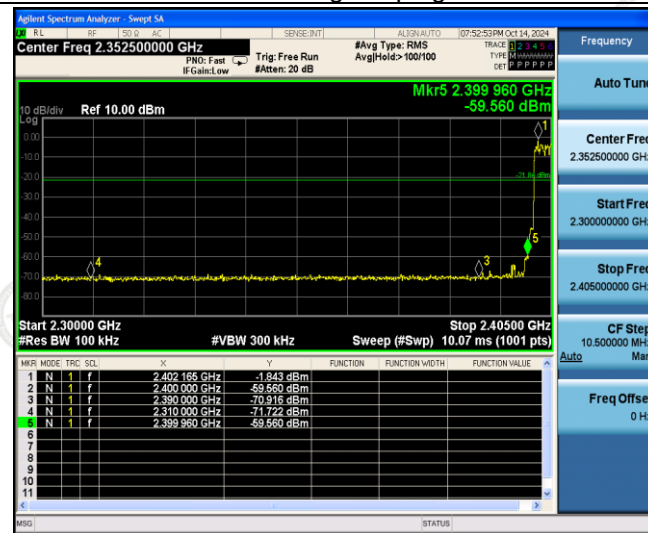 Agilent Spectrum Analyzer - Swept SA
RL RF 50 Ω AC SENSE:INT ALIGN AUTO 07:52:53 PM Oct 14, 2024
Center Freq 2.352500000 GHz
PNO: Fast
IFGain:Low
Trig: Free Run
#Atten: 20 dB
#Avg Type: RMS
Avg|Hold:>100/100
TRACE 1 2 3 4 5 6
TYPE M
DET P P P P P P
Mkr5 2.399 960 GHz
-59.560 dBm
10 dB/div Ref 10.00 dBm
Log
0.00
-10.0
-20.0
-30.0
-40.0
-50.0
-60.0
-70.0
-80.0
1
5
4
3
Start 2.30000 GHz Stop 2.40500 GHz
#Res BW 100 kHz #VBW 300 kHz Sweep (#Swp) 10.07 ms (1001 pts)
MKR MODE TRC SCL X Y FUNCTION FUNCTION WIDTH FUNCTION VALUE
1 N 1 f 2.402 165 GHz -1.843 dBm
2 N 1 f 2.400 000 GHz -59.560 dBm
3 N 1 f 2.390 000 GHz -70.916 dBm
4 N 1 f 2.310 000 GHz -71.722 dBm
5 N 1 f 2.399 960 GHz -59.560 dBm
6
7
8
9
10
11
MSG STATUS
Frequency
Auto Tune
Center Freq
2.352500000 GHz
Start Freq
2.300000000 GHz
Stop Freq
2.405000000 GHz
CF Step
10.500000 MHz
Auto Man
Freq Offset
0 Hz